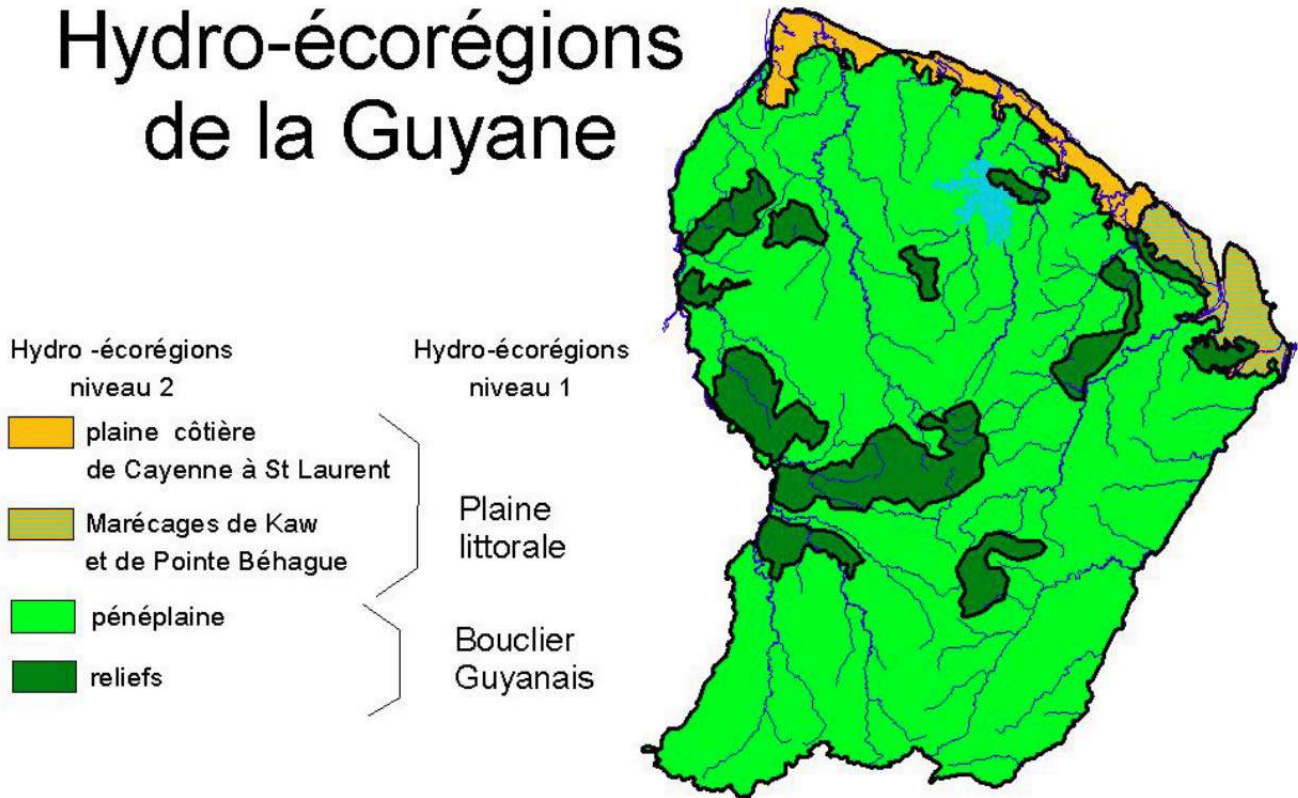 Hydro-écorégions
de la Guyane
Hydro -écorégions
niveau 2
Hydro-écorégions
niveau 1
plaine côtière
de Cayenne à St Laurent
Marécages de Kaw
et de Pointe Béhague
Plaine
littorale
pénéplaine
reliefs
Bouclier
Guyanais